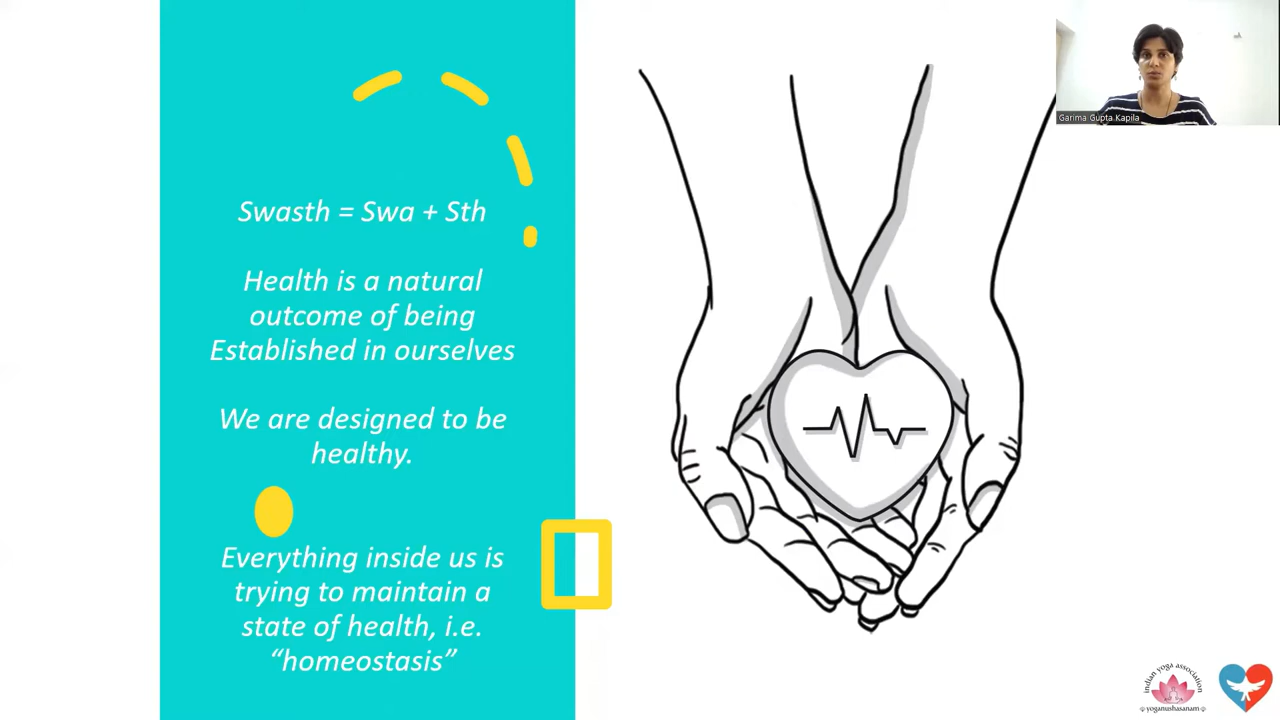 Swasth = Swa + Sth
Health is a natural
outcome of being
Established in ourselves
We are designed to be
healthy.
Everything inside us is
trying to maintain a
state of health, i.e.
“homeostasis”
Garima Gupta Kapila
indian yoga association
yoganushasanam